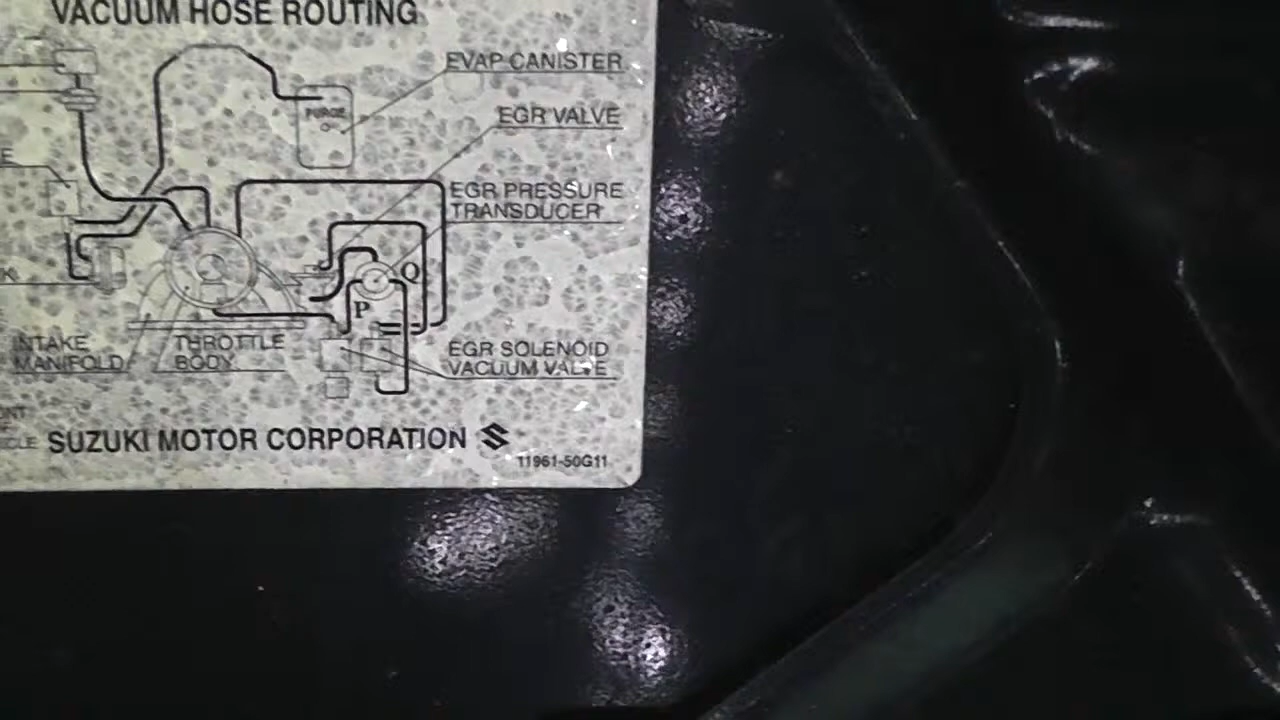 VACUUM HOSE ROUTING
EVAP CANISTER
PURGE
EGR VALVE
EGR PRESSURE
TRANSDUCER
Q
P
INTAKE
MANIFOLD
THROTTLE
BODY
EGR SOLENOID
VACUUM VALVE
SUZUKI MOTOR CORPORATION
11961-50G11